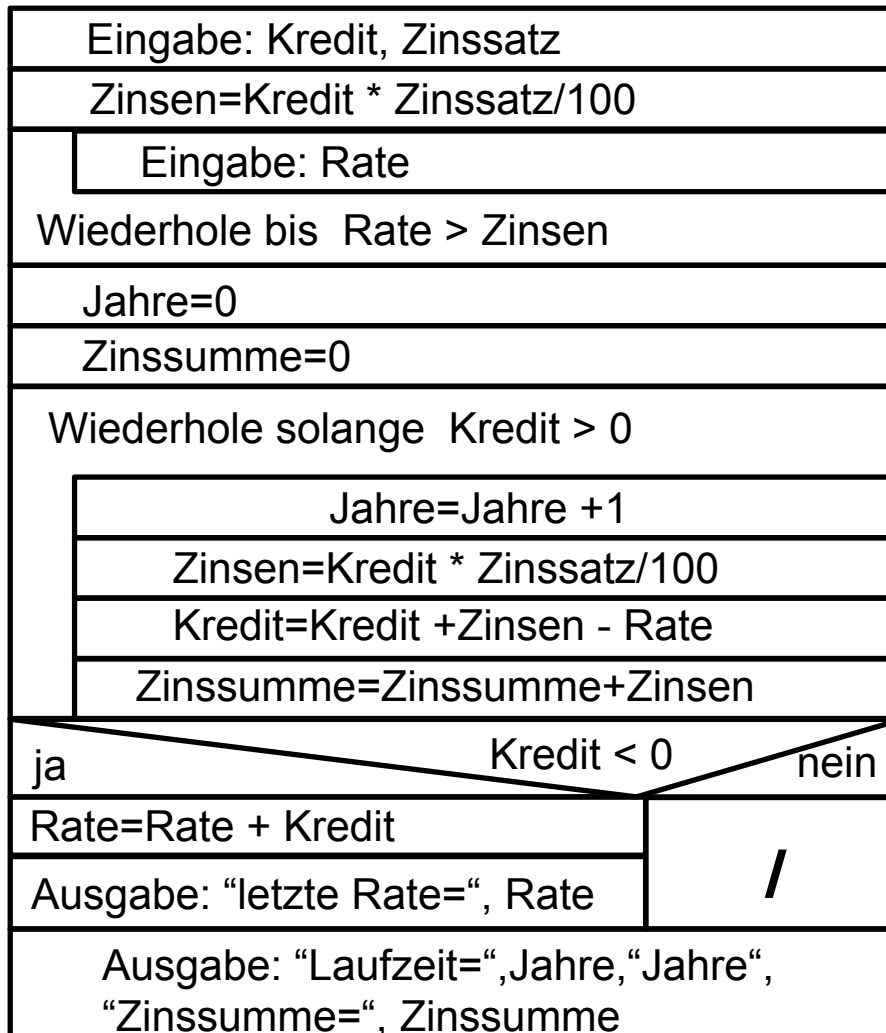 Eingabe: Kredit, Zinssatz
Zinsen=Kredit * Zinssatz/100
Eingabe: Rate
Wiederhole bis  Rate > Zinsen
Jahre=0
Zinssumme=0
Wiederhole solange  Kredit > 0
Jahre=Jahre +1
Zinsen=Kredit * Zinssatz/100
Kredit=Kredit +Zinsen - Rate
Zinssumme=Zinssumme+Zinsen
Kredit < 0
ja
nein
Rate=Rate + Kredit
Ausgabe: “letzte Rate=“, Rate
/
Ausgabe: “Laufzeit=“,Jahre,“Jahre“,
“Zinssumme=“, Zinssumme